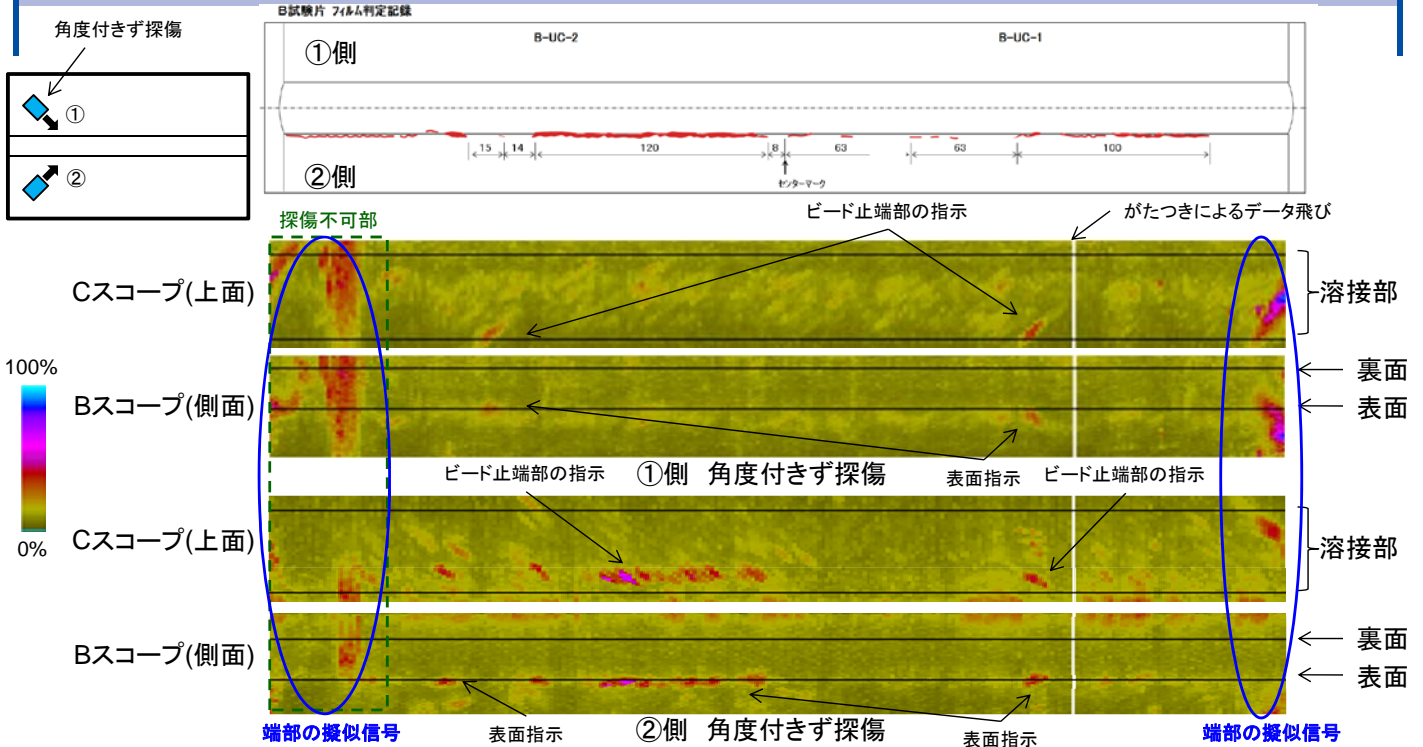 B試験片 フィルム判定記録
角度付きず探傷
①側
B-UC-2
B-UC-1
①
②
②側
15
14
120
8
63
63
100
センターマーク
探傷不可部
ビード止端部の指示
がたつきによるデータ飛び
Cスコープ(上面)
溶接部
100%
0%
Bスコープ(側面)
裏面
表面
ビード止端部の指示
①側 角度付きず探傷
表面指示
ビード止端部の指示
Cスコープ(上面)
溶接部
Bスコープ(側面)
裏面
表面
端部の擬似信号
表面指示
②側 角度付きず探傷
表面指示
端部の擬似信号